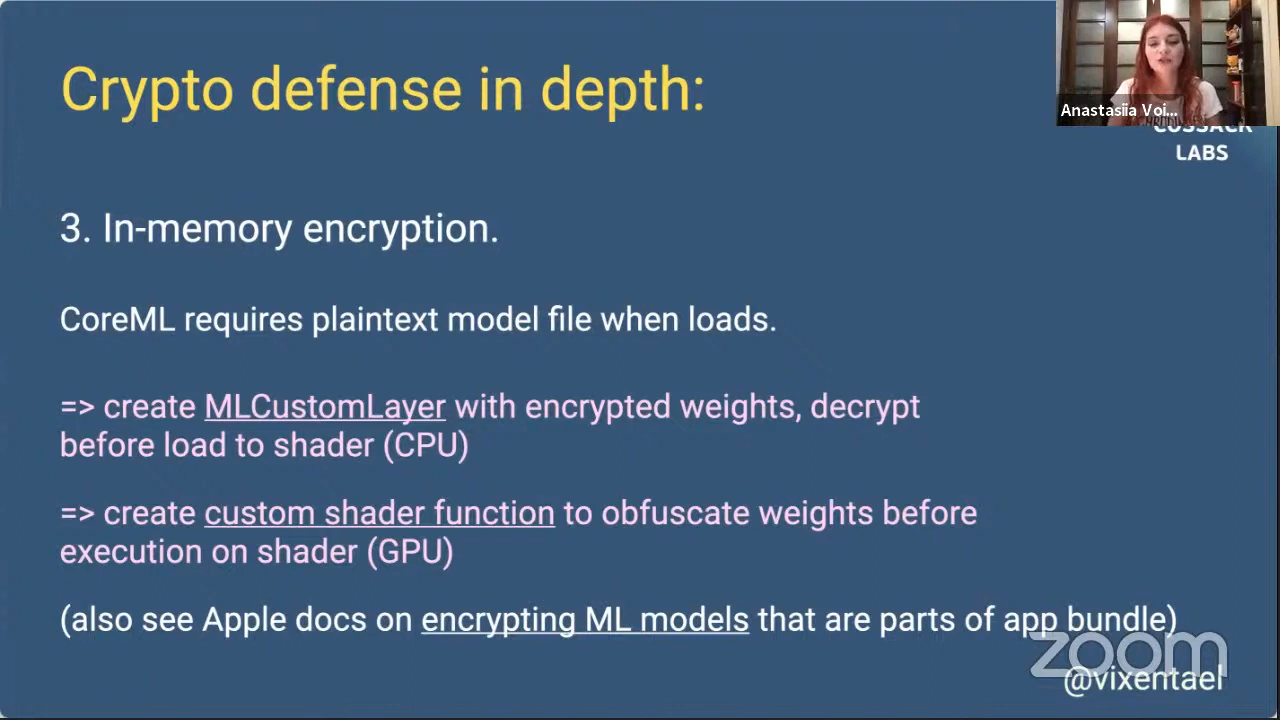 Crypto defense in depth:
Anastasiia Voi...
COSSACK
LABS
3. In-memory encryption.
CoreML requires plaintext model file when loads.
=> create MLCustomLayer with encrypted weights, decrypt
before load to shader (CPU)
=> create custom shader function to obfuscate weights before
execution on shader (GPU)
(also see Apple docs on encrypting ML models that are parts of app bundle)
zoom
@vixentael